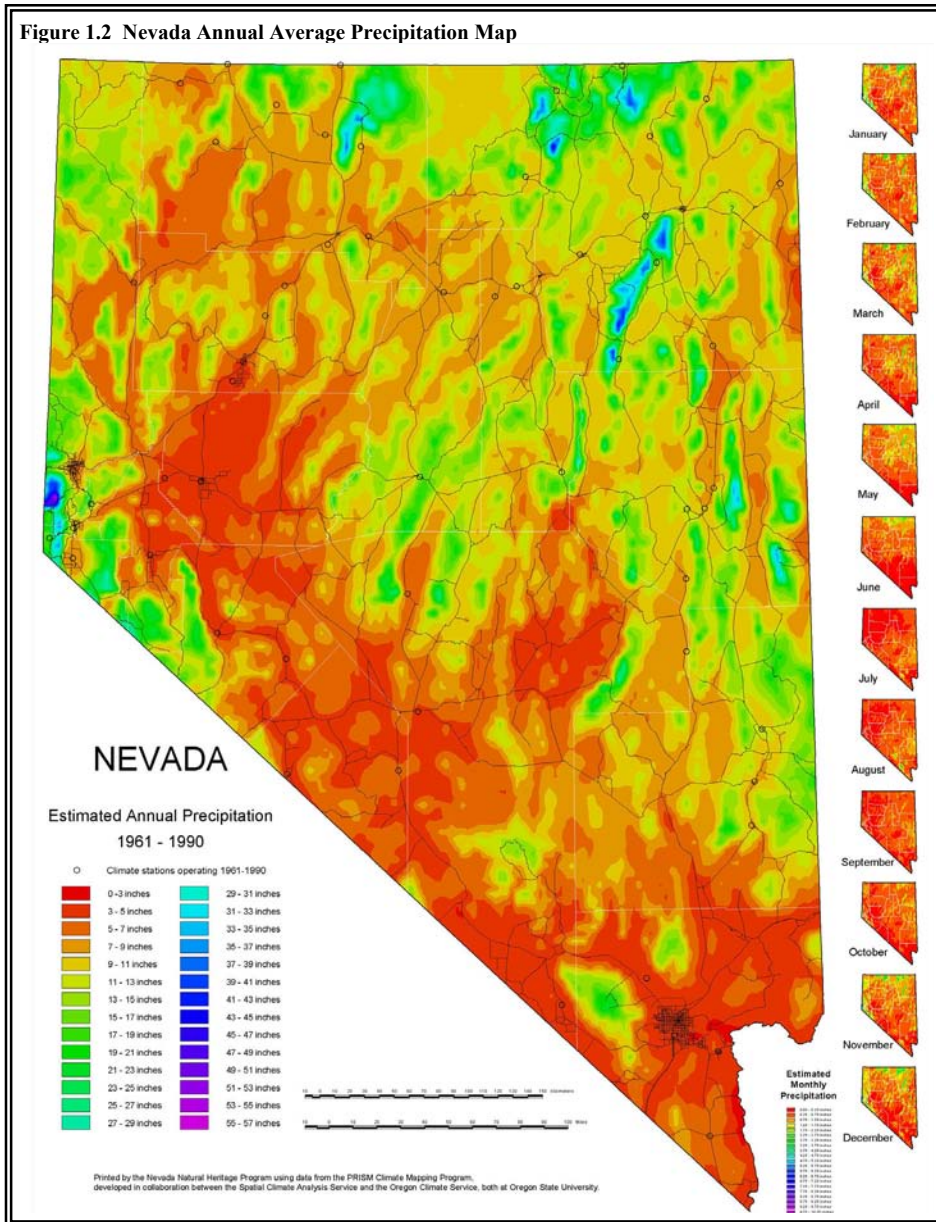 Figure 1.2 Nevada Annual Average Precipitation Map
NEVADA
Estimated Annual Precipitation
1961 - 1990
Climate stations operating 1961-1990
0-3 inches
3 - 5 inches
5 - 7 inches
7 - 9 inches
9 - 11 inches
11 - 13 inches
13 - 15 inches
15 - 17 inches
17 - 19 inches
19 - 21 inches
21 - 23 inches
23 - 25 inches
25 - 27 inches
27 - 29 inches
29 - 31 inches
31 - 33 inches
33 - 35 inches
35 - 37 inches
37 - 39 inches
39 - 41 inches
41 - 43 inches
43 - 45 inches
45 - 47 inches
47 - 49 inches
49 - 51 inches
51 - 53 inches
53 - 55 inches
55 - 57 inches
Printed by the Nevada Natural Heritage Program using data from the PRISM Climate Mapping Program,
developed in collaboration between the Spatial Climate Analysis Service and the Oregon Climate Service, both at Oregon State University.
January
February
March
April
May
June
July
August
September
October
November
December
Estimated
Monthly
Precipitation